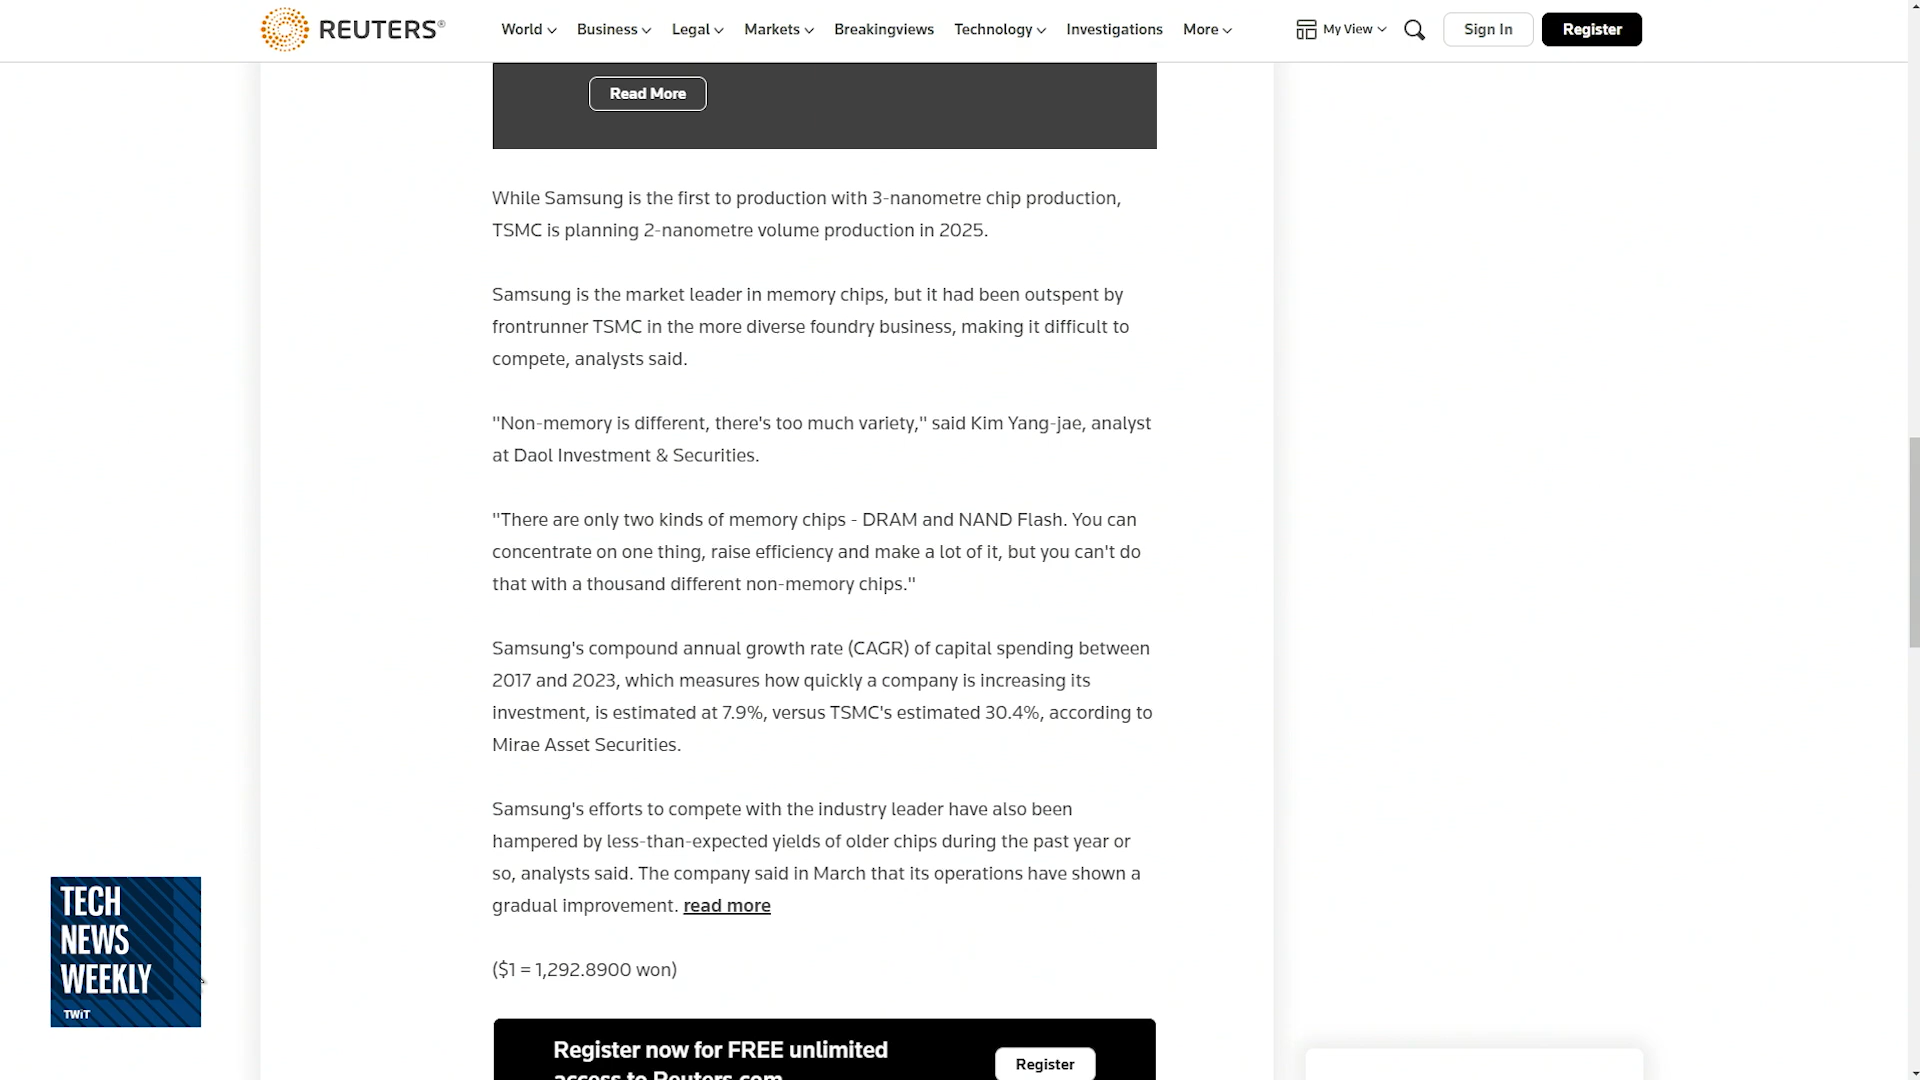 REUTERS®
World Business Legal Markets Breakingviews Technology Investigations More My View Sign In Register
Read More
While Samsung is the first to production with 3-nanometre chip production,
TSMC is planning 2-nanometre volume production in 2025.
Samsung is the market leader in memory chips, but it had been outspent by
frontrunner TSMC in the more diverse foundry business, making it difficult to
compete, analysts said.
"Non-memory is different, there's too much variety," said Kim Yang-jae, analyst
at Daol Investment & Securities.
"There are only two kinds of memory chips - DRAM and NAND Flash. You can
concentrate on one thing, raise efficiency and make a lot of it, but you can't do
that with a thousand different non-memory chips."
Samsung's compound annual growth rate (CAGR) of capital spending between
2017 and 2023, which measures how quickly a company is increasing its
investment, is estimated at 7.9%, versus TSMC's estimated 30.4%, according to
Mirae Asset Securities.
Samsung's efforts to compete with the industry leader have also been
hampered by less-than-expected yields of older chips during the past year or
so, analysts said. The company said in March that its operations have shown a
gradual improvement. read more
($1 = 1,292.8900 won)
Register now for FREE unlimited
access to Reuters.com
Register
TECH
NEWS
WEEKLY
TWiT